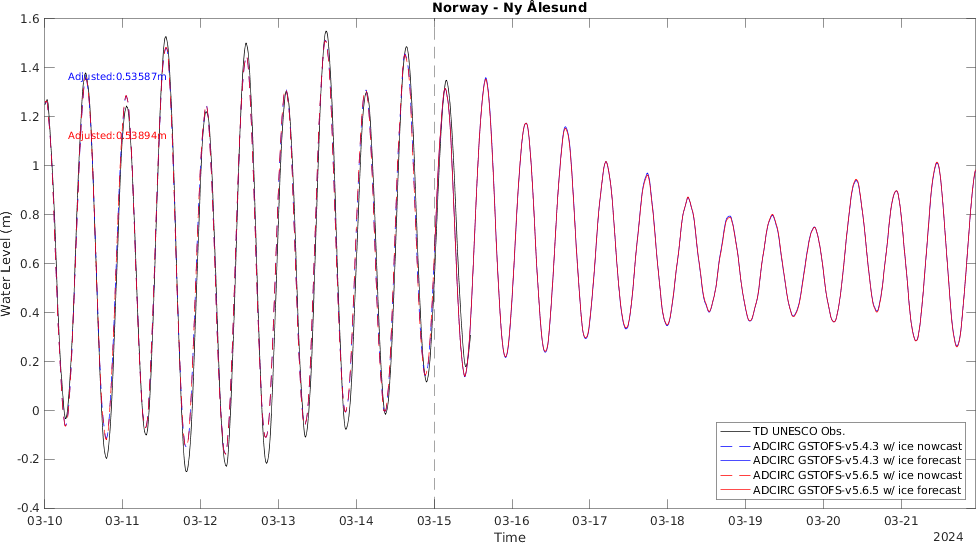 Norway - Ny Ålesund
1.6
1.4
1.2
1
0.8
0.6
0.4
0.2
0
-0.2
-0.4
Water Level (m)
Adjusted:0.53587m
Adjusted:0.53894m
TD UNESCO Obs.
ADCIRC GSTOFS-v5.4.3 w/ ice nowcast
ADCIRC GSTOFS-v5.4.3 w/ ice forecast
ADCIRC GSTOFS-v5.6.5 w/ ice nowcast
ADCIRC GSTOFS-v5.6.5 w/ ice forecast
03-10 03-11 03-12 03-13 03-14 03-15 03-16 03-17 03-18 03-19 03-20 03-21
Time
2024